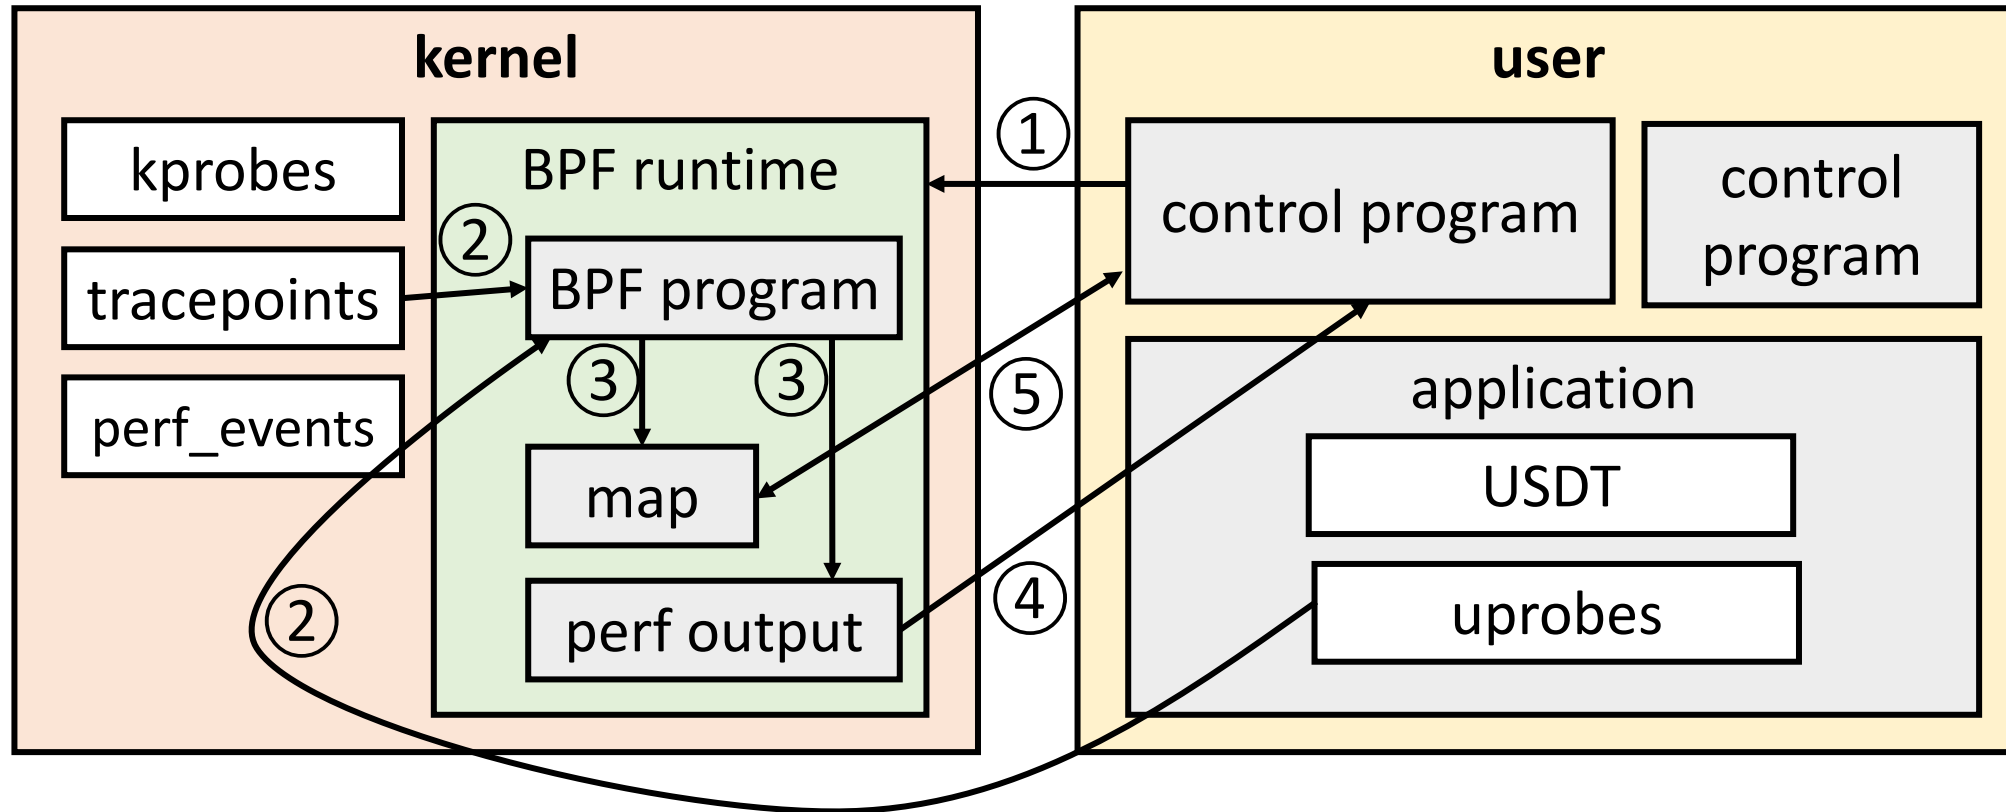 kernel
kprobes
tracepoints
perf_events
BPF runtime
②
BPF program
③
③
map
perf output
②
①
⑤
④
user
control program
control
program
application
USDT
uprobes